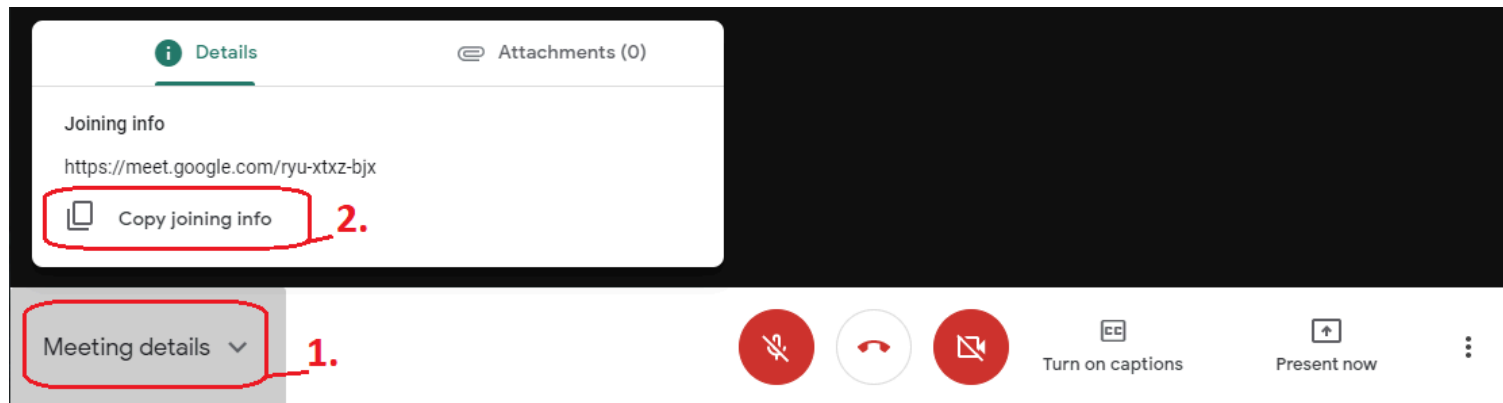 Details
Attachments (0)
Joining info
https://meet.google.com/ryu-xtxz-bjx
Copy joining info
2.
Meeting details
1.
CC
Turn on captions
Present now